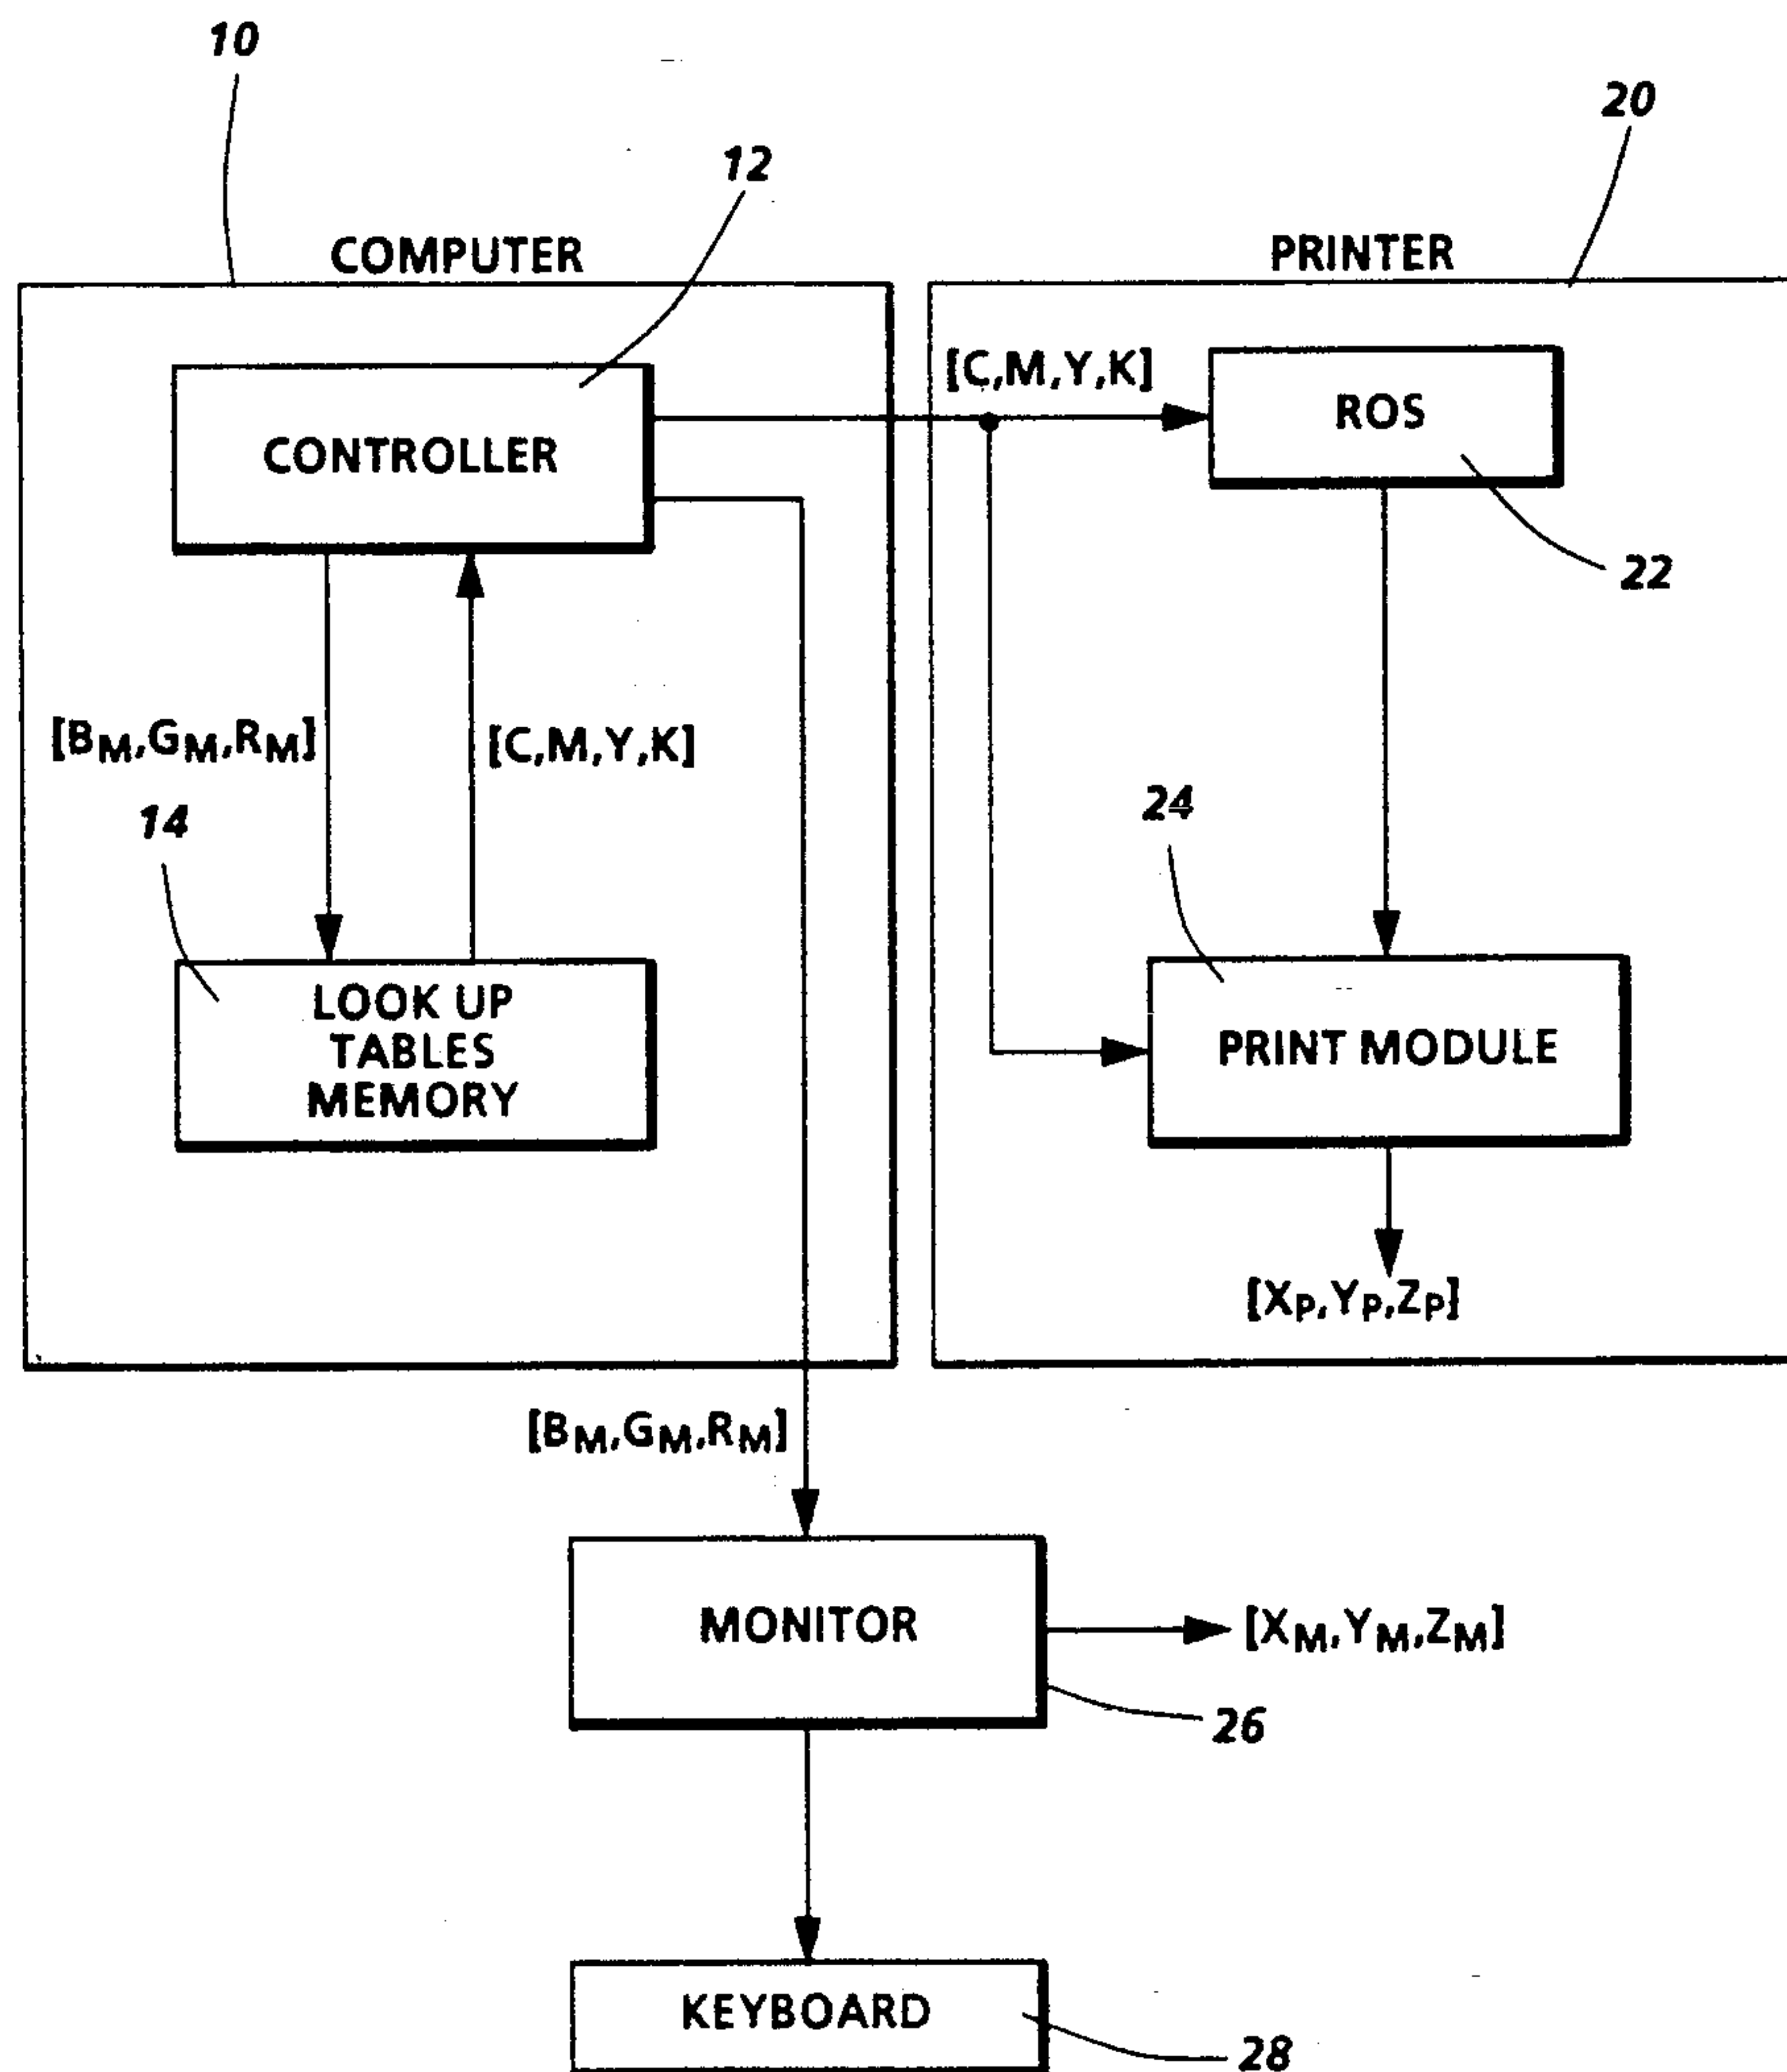 10
20
12
COMPUTER
PRINTER
[C,M,Y,K]
ROS
CONTROLLER
22
[BM,GM,RM]
[C,M,Y,K]
14
24
LOOK UP
TABLES
MEMORY
PRINT MODULE
[XP,YP,ZP]
[BM,GM,RM]
MONITOR
[XM,YM,ZM]
26
KEYBOARD
28